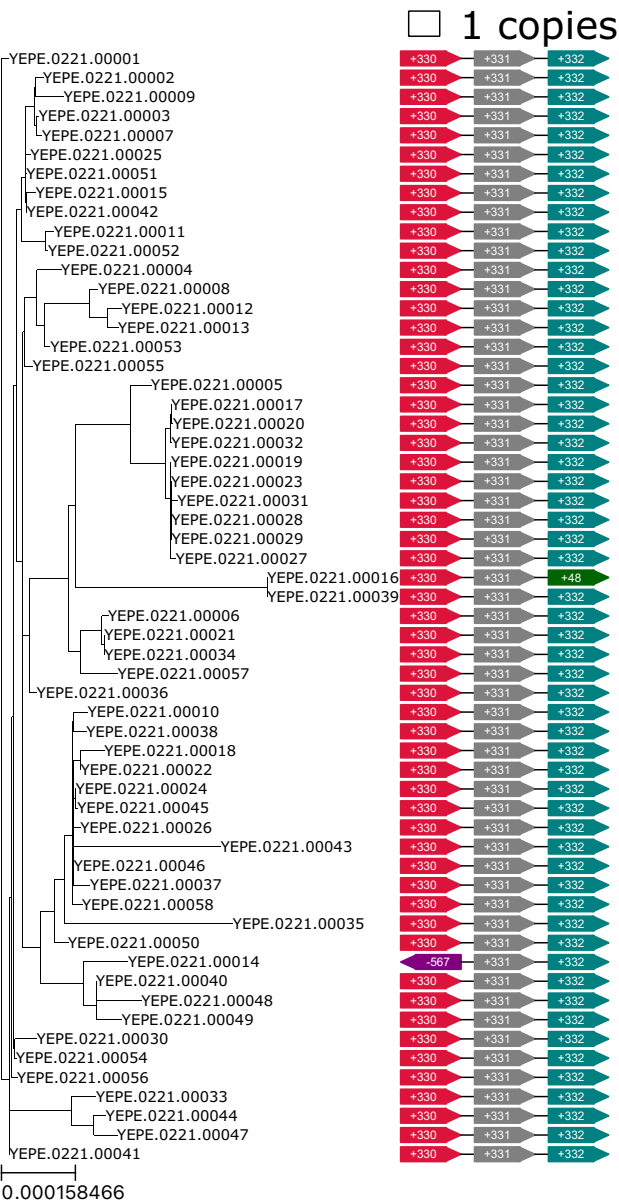 1 copies
YEPE.0221.00001 +330 +331 +332
YEPE.0221.00002 +330 +331 +332
YEPE.0221.00009 +330 +331 +332
YEPE.0221.00003 +330 +331 +332
YEPE.0221.00007 +330 +331 +332
YEPE.0221.00025 +330 +331 +332
YEPE.0221.00051 +330 +331 +332
YEPE.0221.00015 +330 +331 +332
YEPE.0221.00042 +330 +331 +332
YEPE.0221.00011 +330 +331 +332
YEPE.0221.00052 +330 +331 +332
YEPE.0221.00004 +330 +331 +332
YEPE.0221.00008 +330 +331 +332
YEPE.0221.00012 +330 +331 +332
YEPE.0221.00013 +330 +331 +332
YEPE.0221.00053 +330 +331 +332
YEPE.0221.00055 +330 +331 +332
YEPE.0221.00005 +330 +331 +332
YEPE.0221.00017 +330 +331 +332
YEPE.0221.00020 +330 +331 +332
YEPE.0221.00032 +330 +331 +332
YEPE.0221.00019 +330 +331 +332
YEPE.0221.00023 +330 +331 +332
YEPE.0221.00031 +330 +331 +332
YEPE.0221.00028 +330 +331 +332
YEPE.0221.00029 +330 +331 +332
YEPE.0221.00027 +330 +331 +332
YEPE.0221.00016 +330 +331 +48
YEPE.0221.00039 +330 +331 +332
YEPE.0221.00006 +330 +331 +332
YEPE.0221.00021 +330 +331 +332
YEPE.0221.00034 +330 +331 +332
YEPE.0221.00057 +330 +331 +332
YEPE.0221.00036 +330 +331 +332
YEPE.0221.00010 +330 +331 +332
YEPE.0221.00038 +330 +331 +332
YEPE.0221.00018 +330 +331 +332
YEPE.0221.00022 +330 +331 +332
YEPE.0221.00024 +330 +331 +332
YEPE.0221.00045 +330 +331 +332
YEPE.0221.00026 +330 +331 +332
YEPE.0221.00043 +330 +331 +332
YEPE.0221.00046 +330 +331 +332
YEPE.0221.00037 +330 +331 +332
YEPE.0221.00058 +330 +331 +332
YEPE.0221.00035 +330 +331 +332
YEPE.0221.00050 +330 +331 +332
YEPE.0221.00014 -567 +331 +332
YEPE.0221.00040 +330 +331 +332
YEPE.0221.00048 +330 +331 +332
YEPE.0221.00049 +330 +331 +332
YEPE.0221.00030 +330 +331 +332
YEPE.0221.00054 +330 +331 +332
YEPE.0221.00056 +330 +331 +332
YEPE.0221.00033 +330 +331 +332
YEPE.0221.00044 +330 +331 +332
YEPE.0221.00047 +330 +331 +332
YEPE.0221.00041 +330 +331 +332
0.000158466